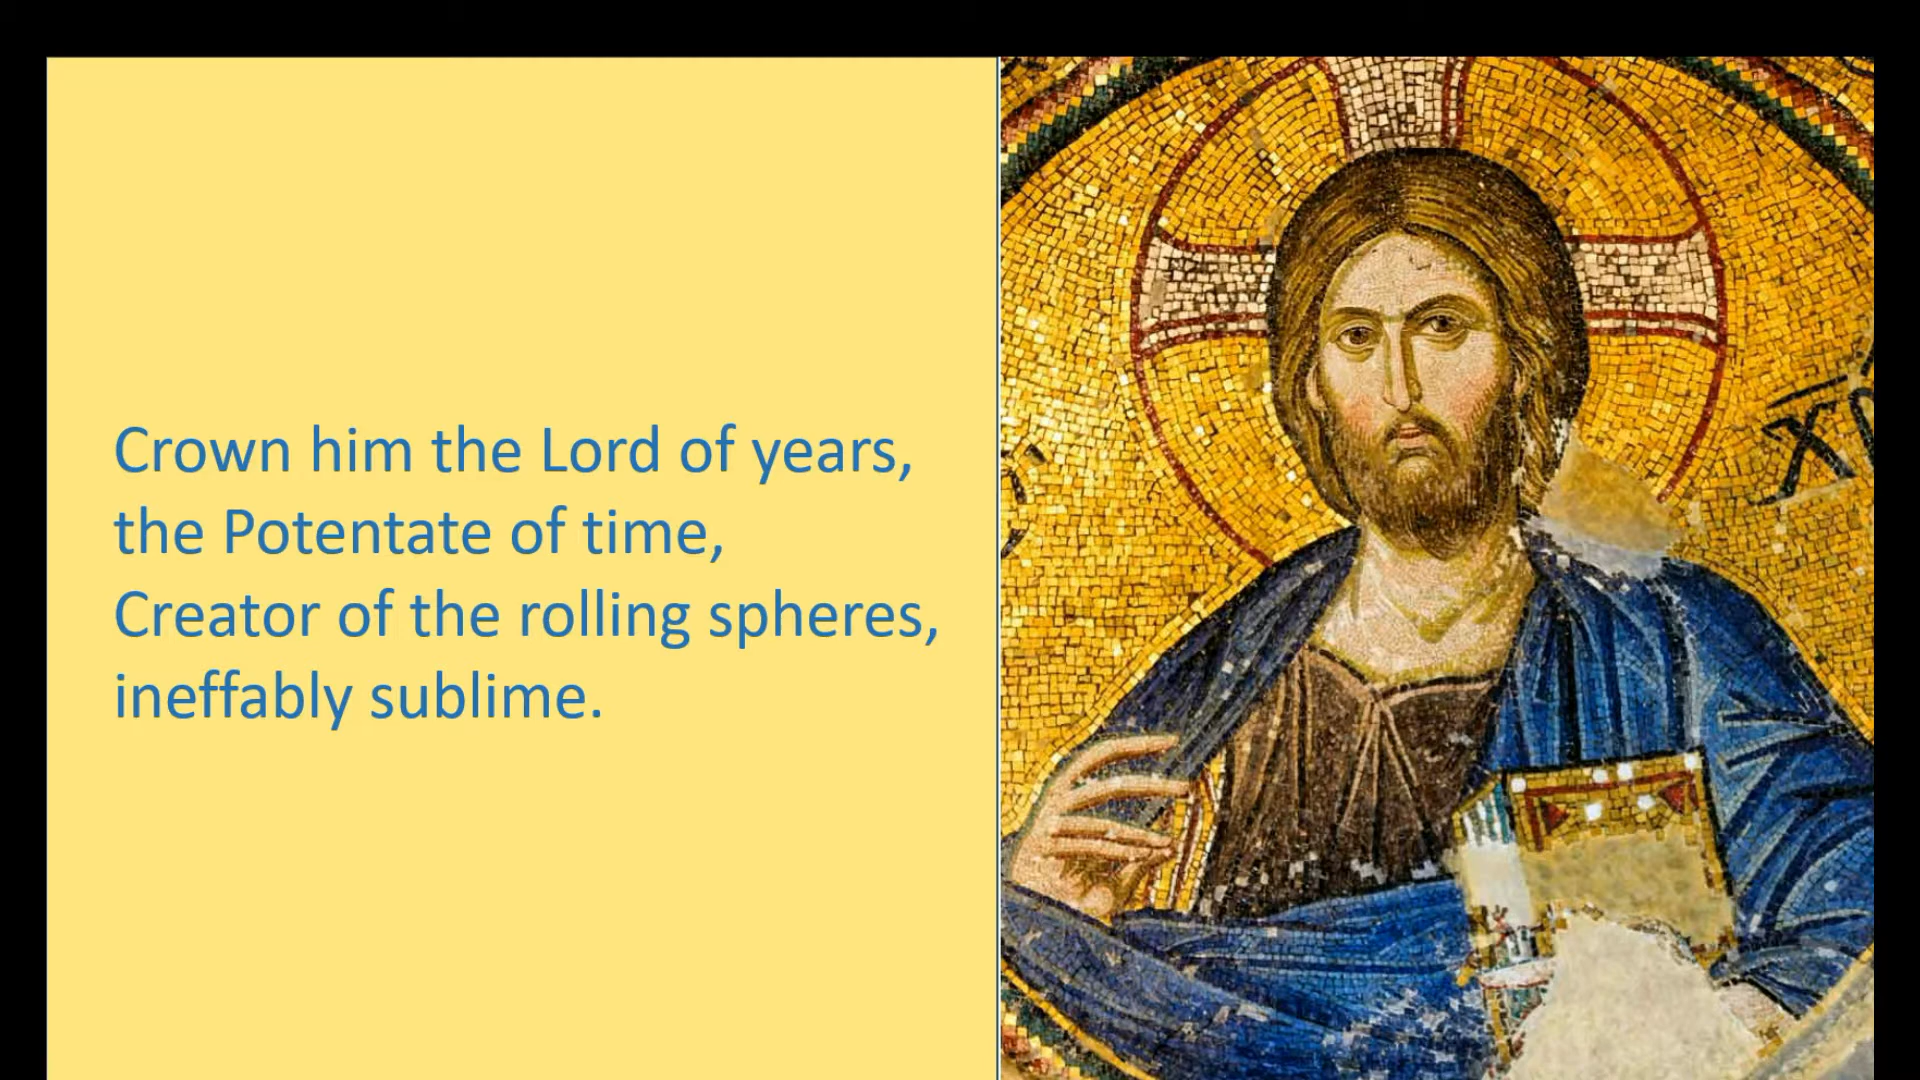 Crown him the Lord of years,
the Potentate of time,
Creator of the rolling spheres,
ineffably sublime.